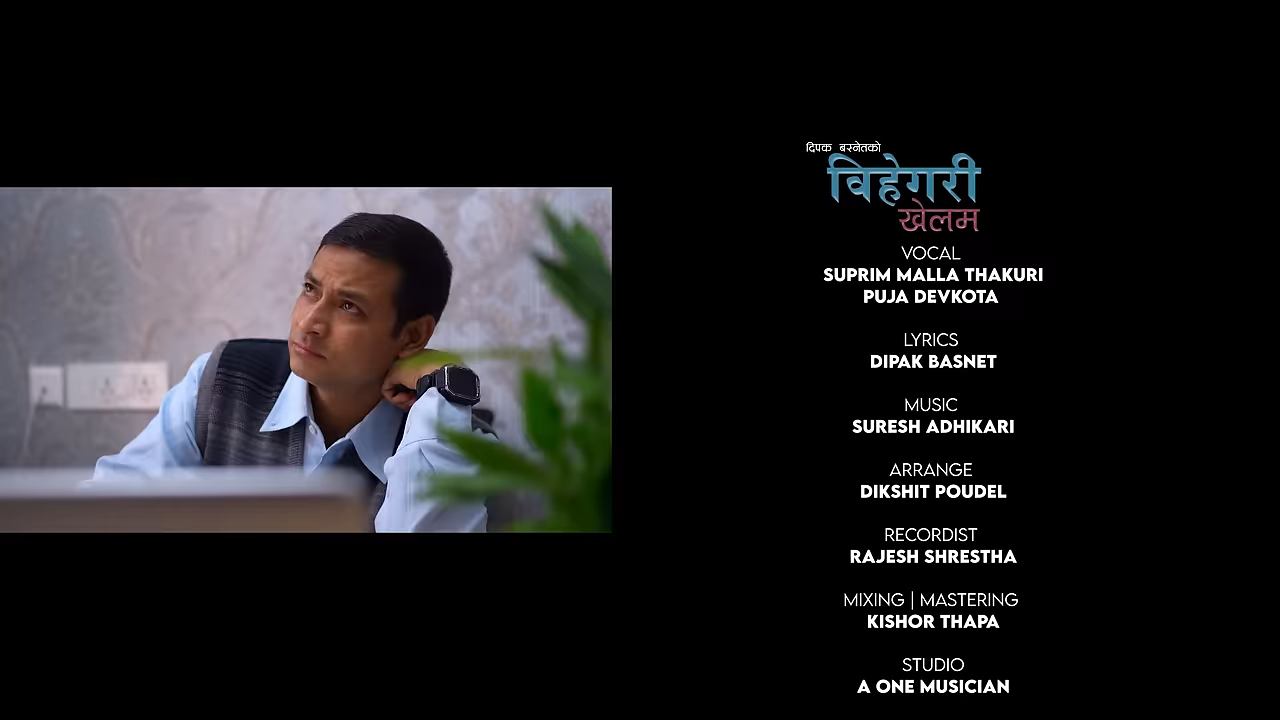 दिपक बस्नेतको
विहेगरी
खेलम
VOCAL
SUPRIM MALLA THAKURI
PUJA DEVKOTA
LYRICS
DIPAK BASNET
MUSIC
SURESH ADHIKARI
ARRANGE
DIKSHIT POUDEL
RECORDIST
RAJESH SHRESTHA
MIXING | MASTERING
KISHOR THAPA
STUDIO
A ONE MUSICIAN